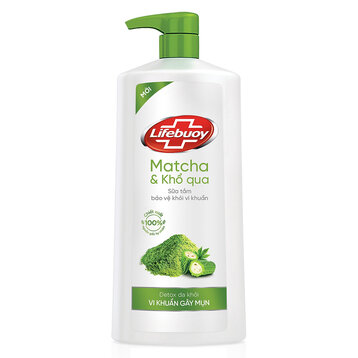 MỚI
Lifebuoy
Matcha
& Khổ qua
Sữa tắm
bảo vệ khỏi vi khuẩn
100%
Detox da khỏi
VI KHUẨN GÂY MỤN